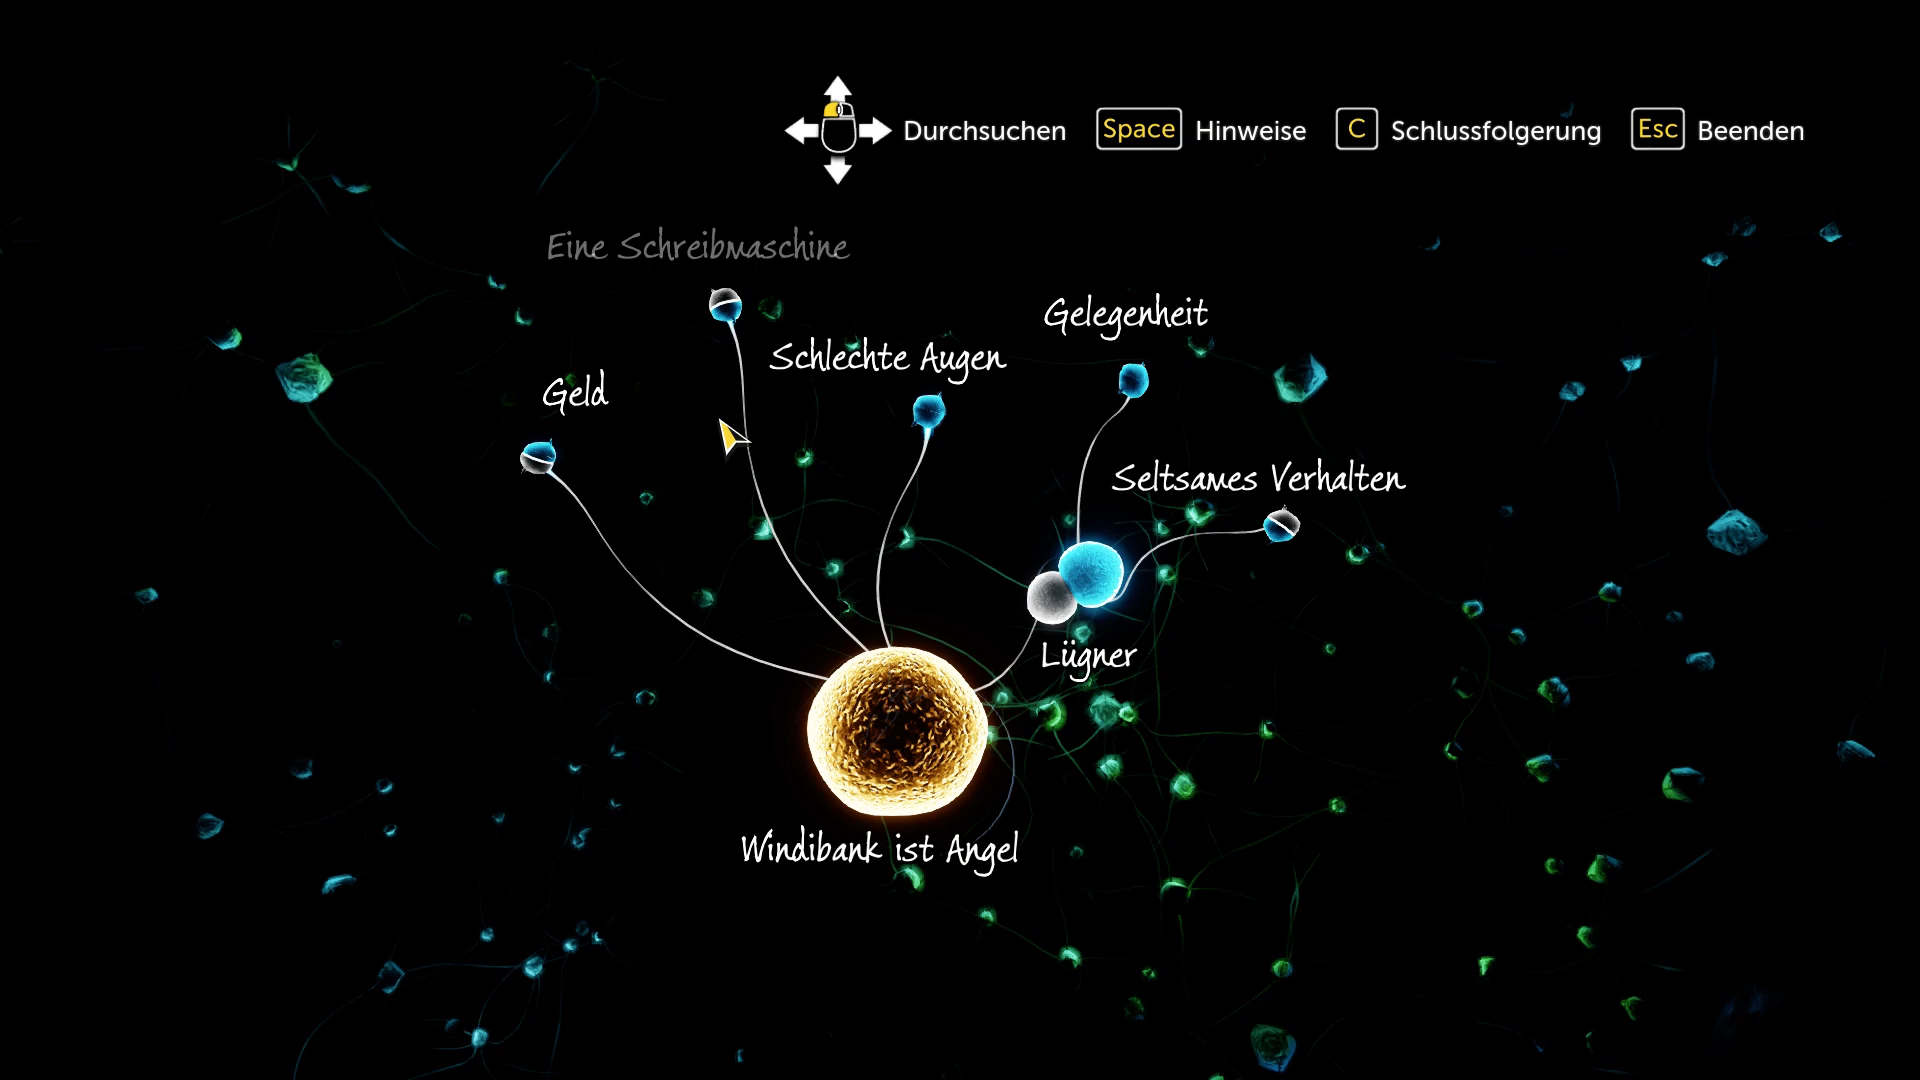 Durchsuchen Space Hinweise C Schlussfolgerung Esc Beenden
Eine Schreibmaschine
Gelegenheit
Schlechte Augen
Geld
Seltsames Verhalten
Lügner
Windibank ist Angel